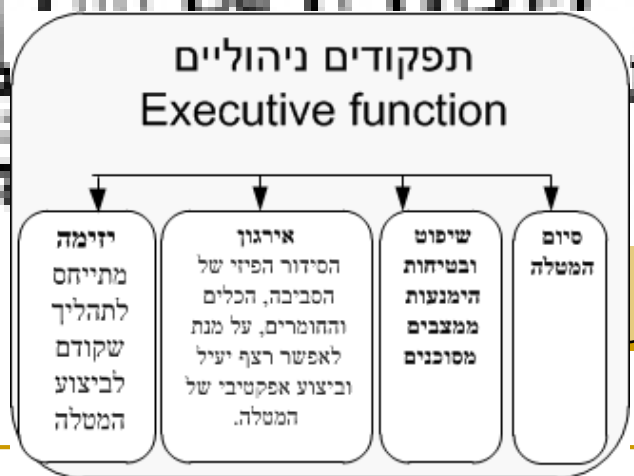 תפקודים ניהוליים
Executive function
סיום
המטלה
שיפוט
ובטיחות
הימנעות
ממצבים
מסוכנים
אירגון
הסידור הפיזי של
הסביבה, הכלים
והחומרים, על מנת
לאפשר רצף יעיל
וביצוע אפקטיבי של
המטלה.
יזימה
מתייחס
לתהליך
שקודם
לביצוע
המטלה